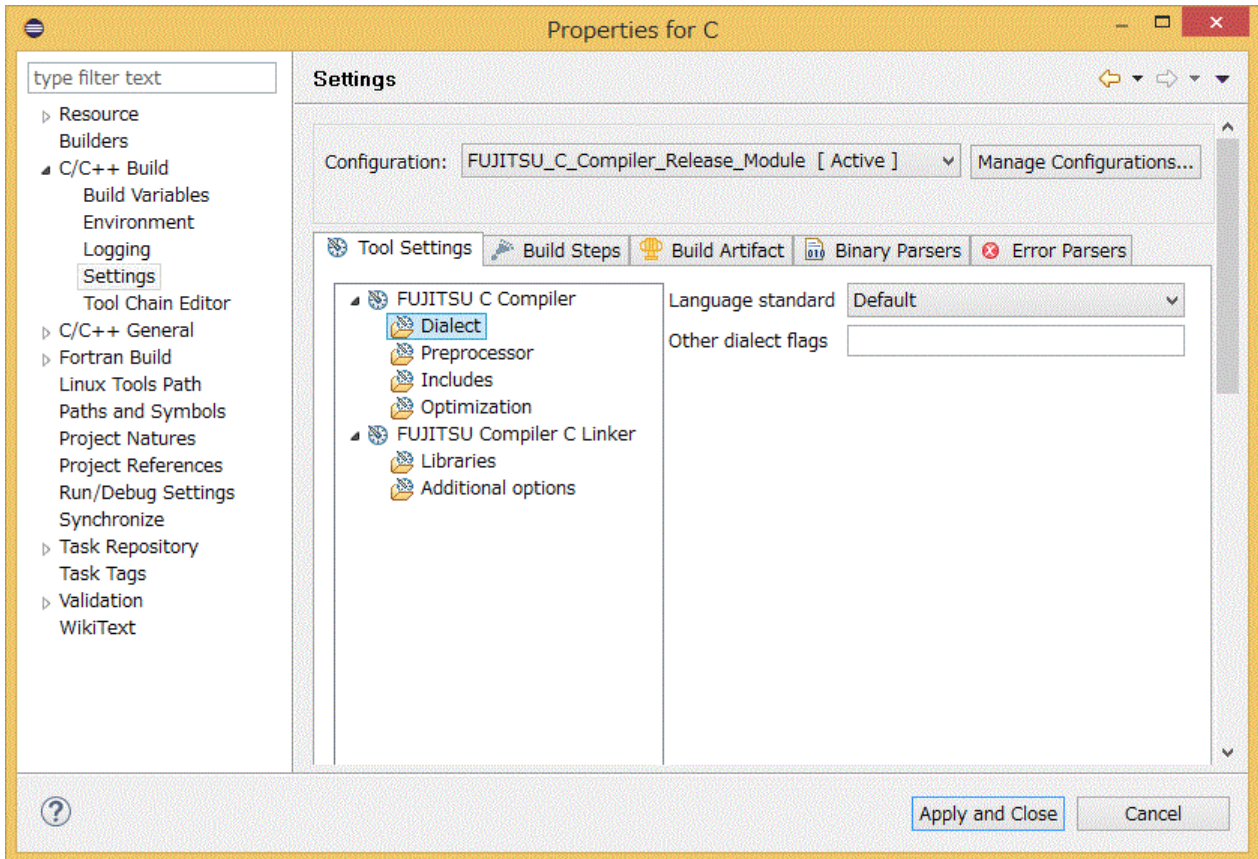 Properties for C
type filter text
Resource
Builders
C/C++ Build
Build Variables
Environment
Logging
Settings
Tool Chain Editor
C/C++ General
Fortran Build
Linux Tools Path
Paths and Symbols
Project Natures
Project References
Run/Debug Settings
Synchronize
Task Repository
Task Tags
Validation
WikiText
Settings
Configuration: FUJITSU_C_Compiler_Release_Module [ Active ] Manage Configurations...
Tool Settings Build Steps Build Artifact 010 Binary Parsers Error Parsers
FUJITSU C Compiler
Dialect
Preprocessor
Includes
Optimization
FUJITSU Compiler C Linker
Libraries
Additional options
Language standard Default
Other dialect flags
? Apply and Close Cancel